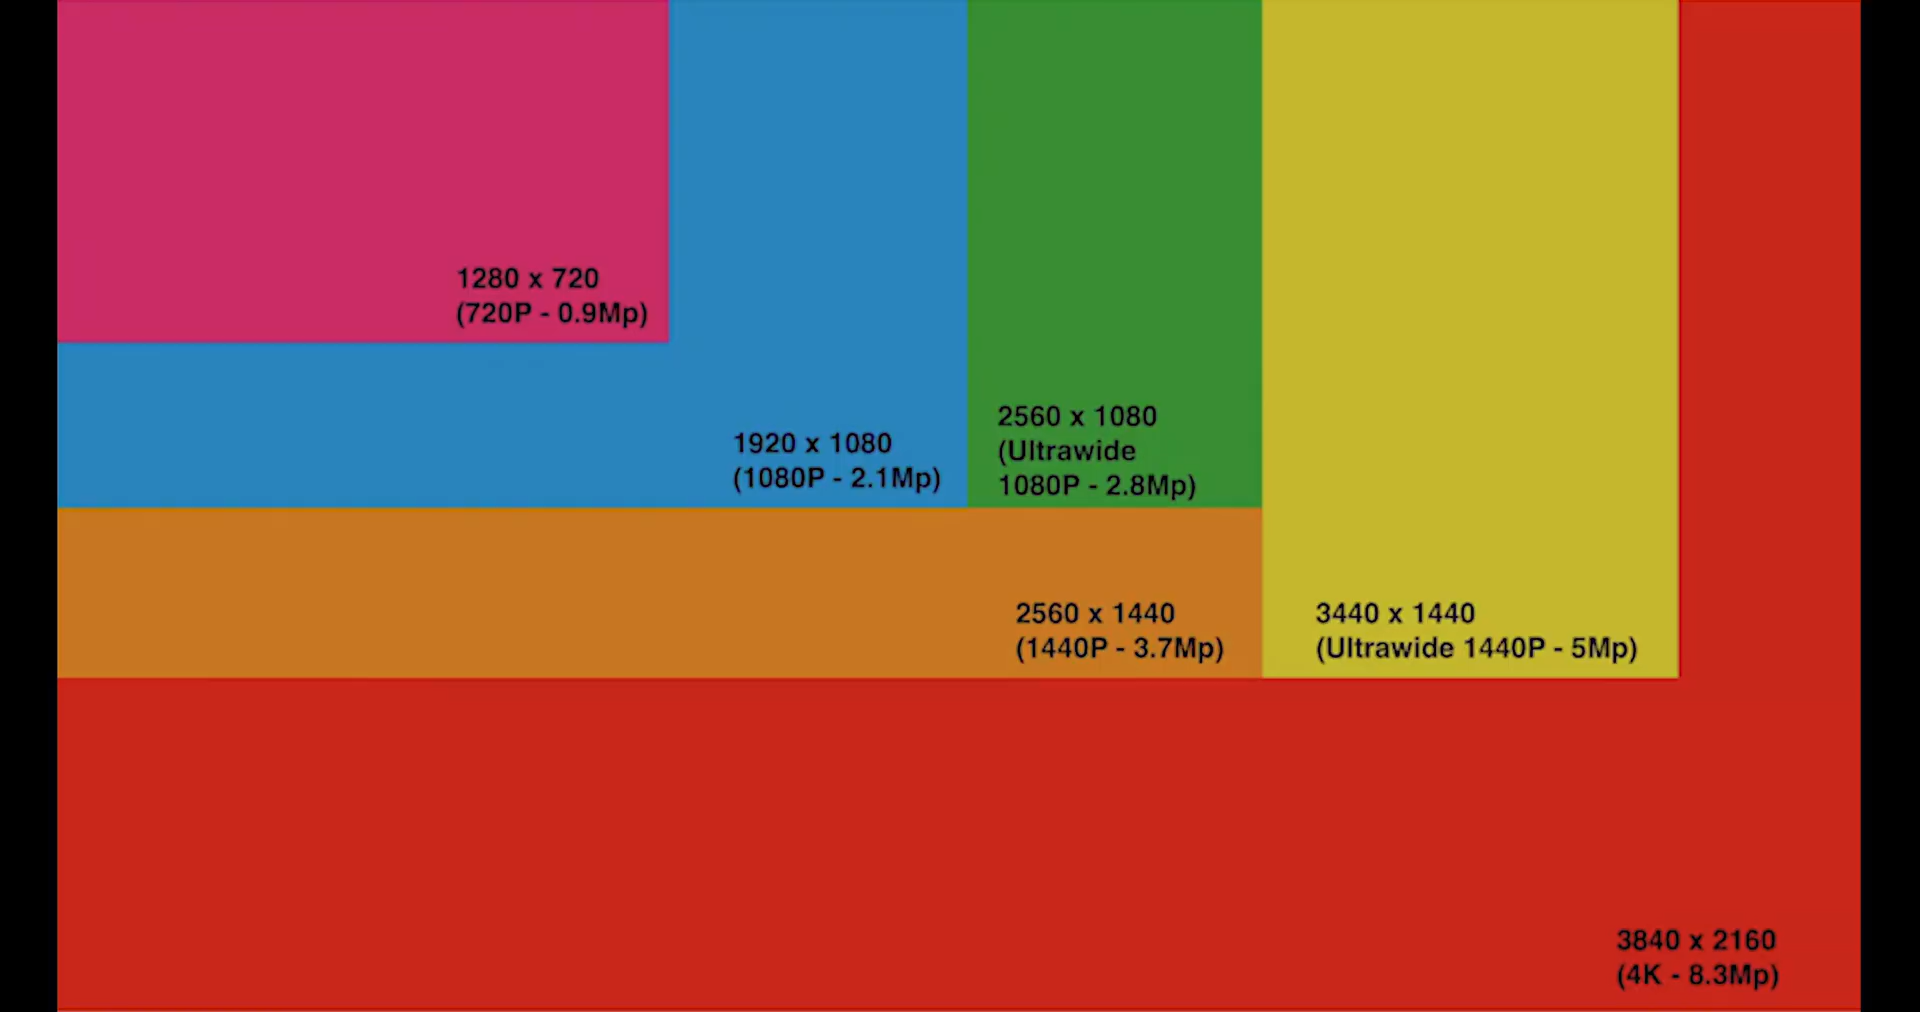 1280 x 720
(720P - 0.9Mp)
1920 x 1080
(1080P - 2.1Mp)
2560 x 1080
(Ultrawide
1080P - 2.8Mp)
2560 x 1440
(1440P - 3.7Mp)
3440 x 1440
(Ultrawide 1440P - 5Mp)
3840 x 2160
(4K - 8.3Mp)